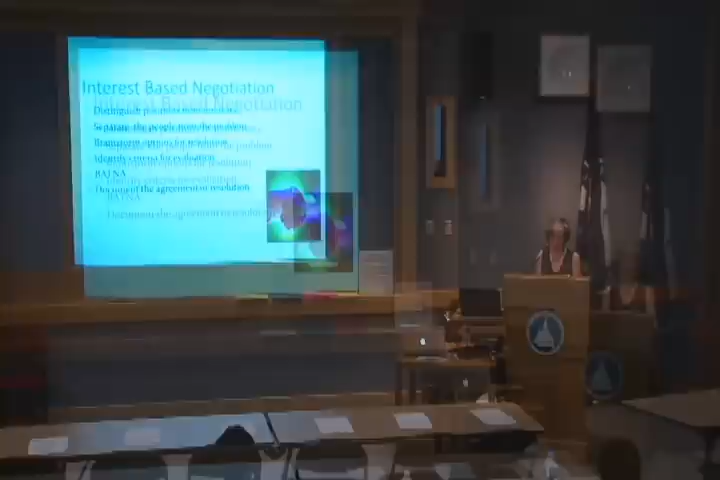 Interest Based Negotiation
Distinguish positions from interests
Separate the people from the problem
Brainstorm options for resolution
Identify criteria for evaluation
BATNA
Document the agreement or resolution